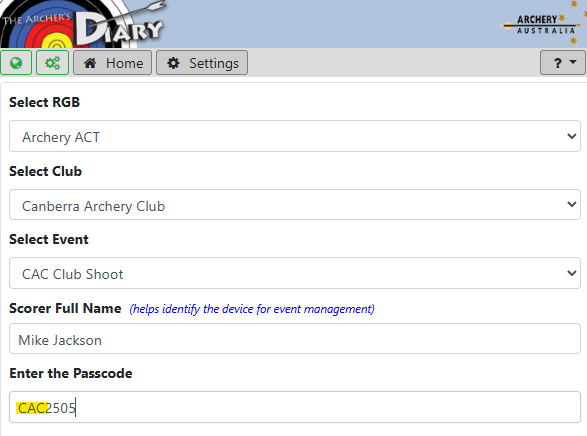 THE ARCHER'S
DIARY
ARCHERY
AUSTRALIA
Home
Settings
?
Select RGB
Archery ACT
Select Club
Canberra Archery Club
Select Event
CAC Club Shoot
Scorer Full Name (helps identify the device for event management)
Mike Jackson
Enter the Passcode
CAC2505